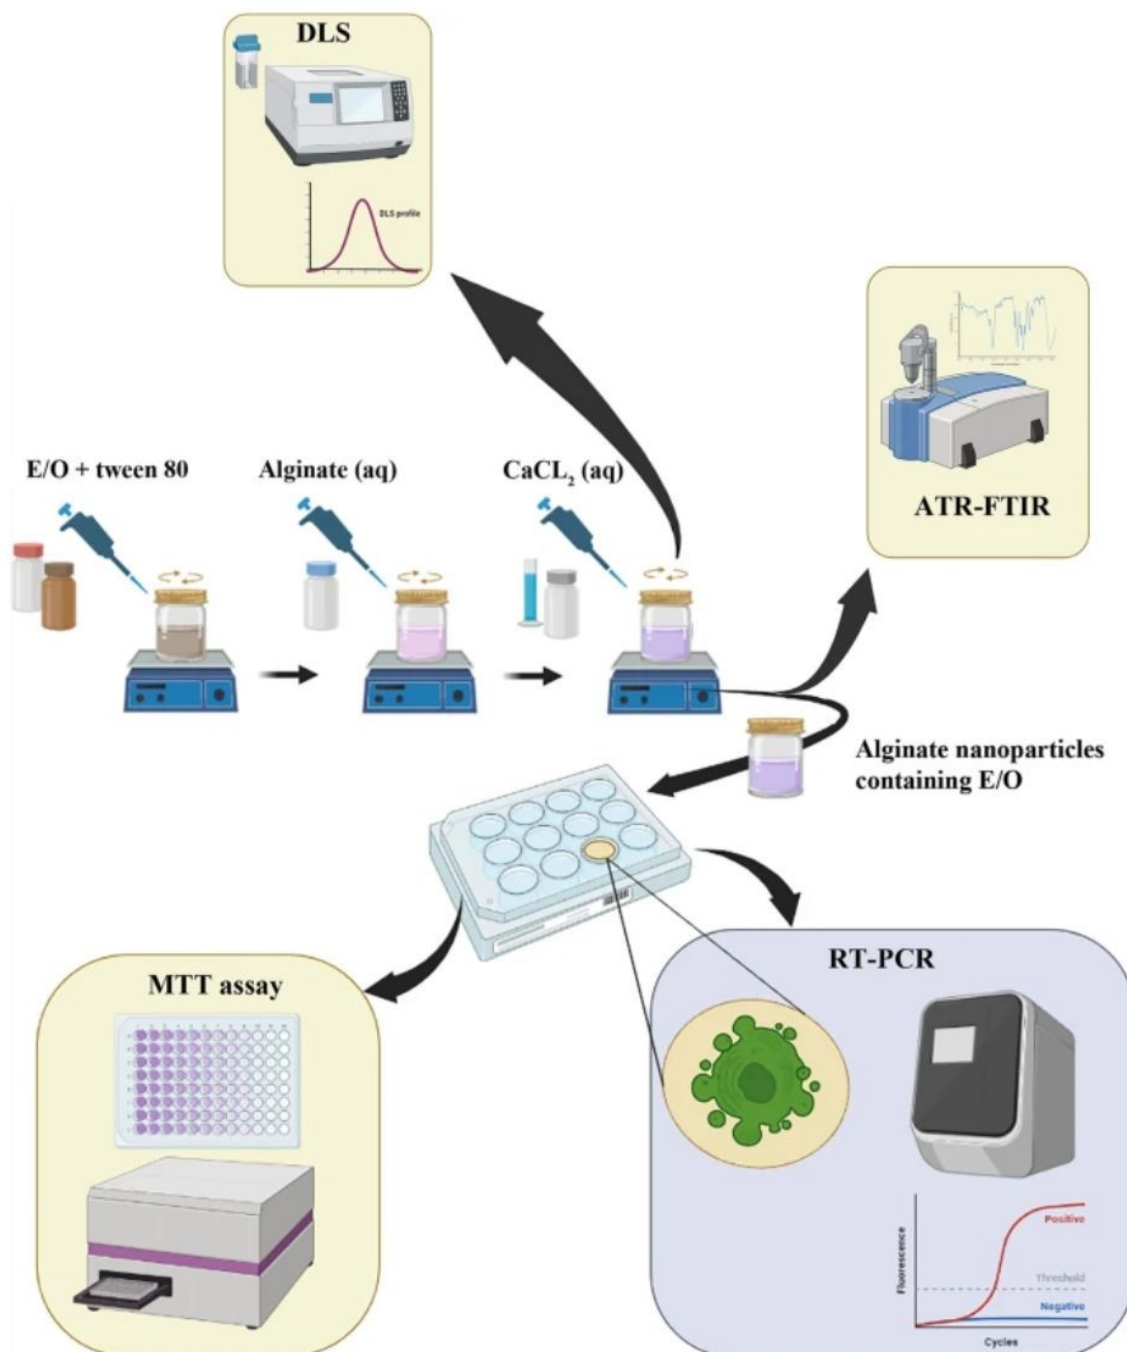 DLS
DLS profile
ATR-FTIR
E/O + tween 80
Alginate (aq)
CaCL₂ (aq)
Alginate nanoparticles
containing E/O
MTT assay
RT-PCR
Fluorescence
Positive
Threshold
Negative
Cycles